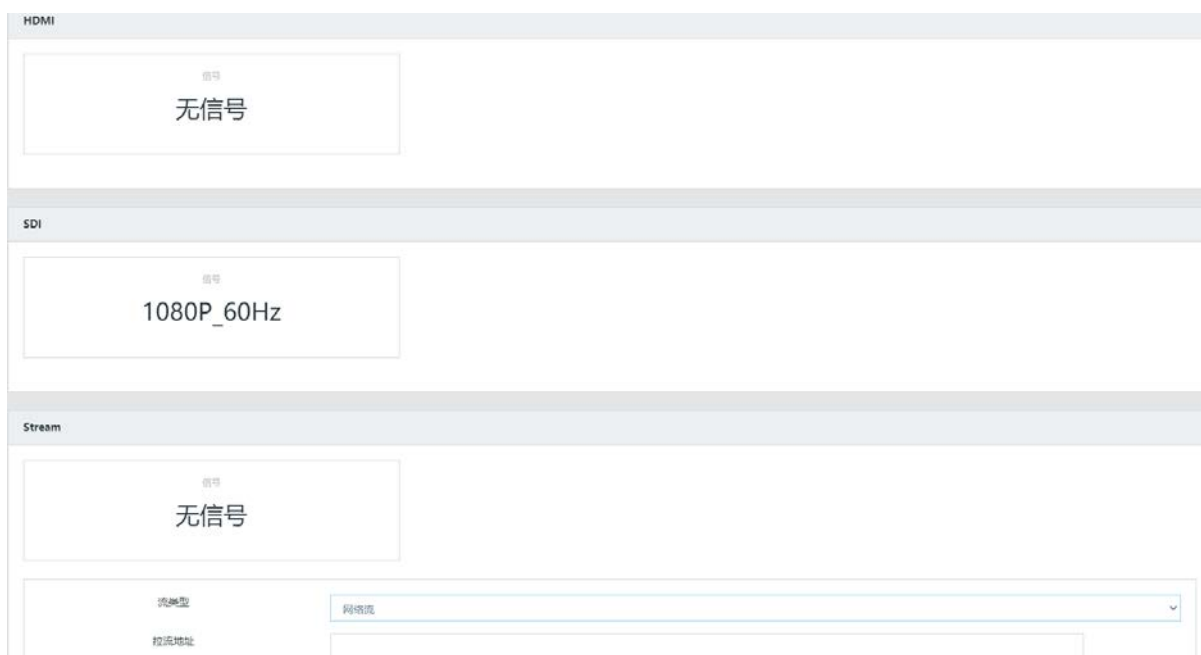 HDMI
信号
无信号
SDI
信号
1080P_60Hz
Stream
信号
无信号
流类型
网络流
拉流地址